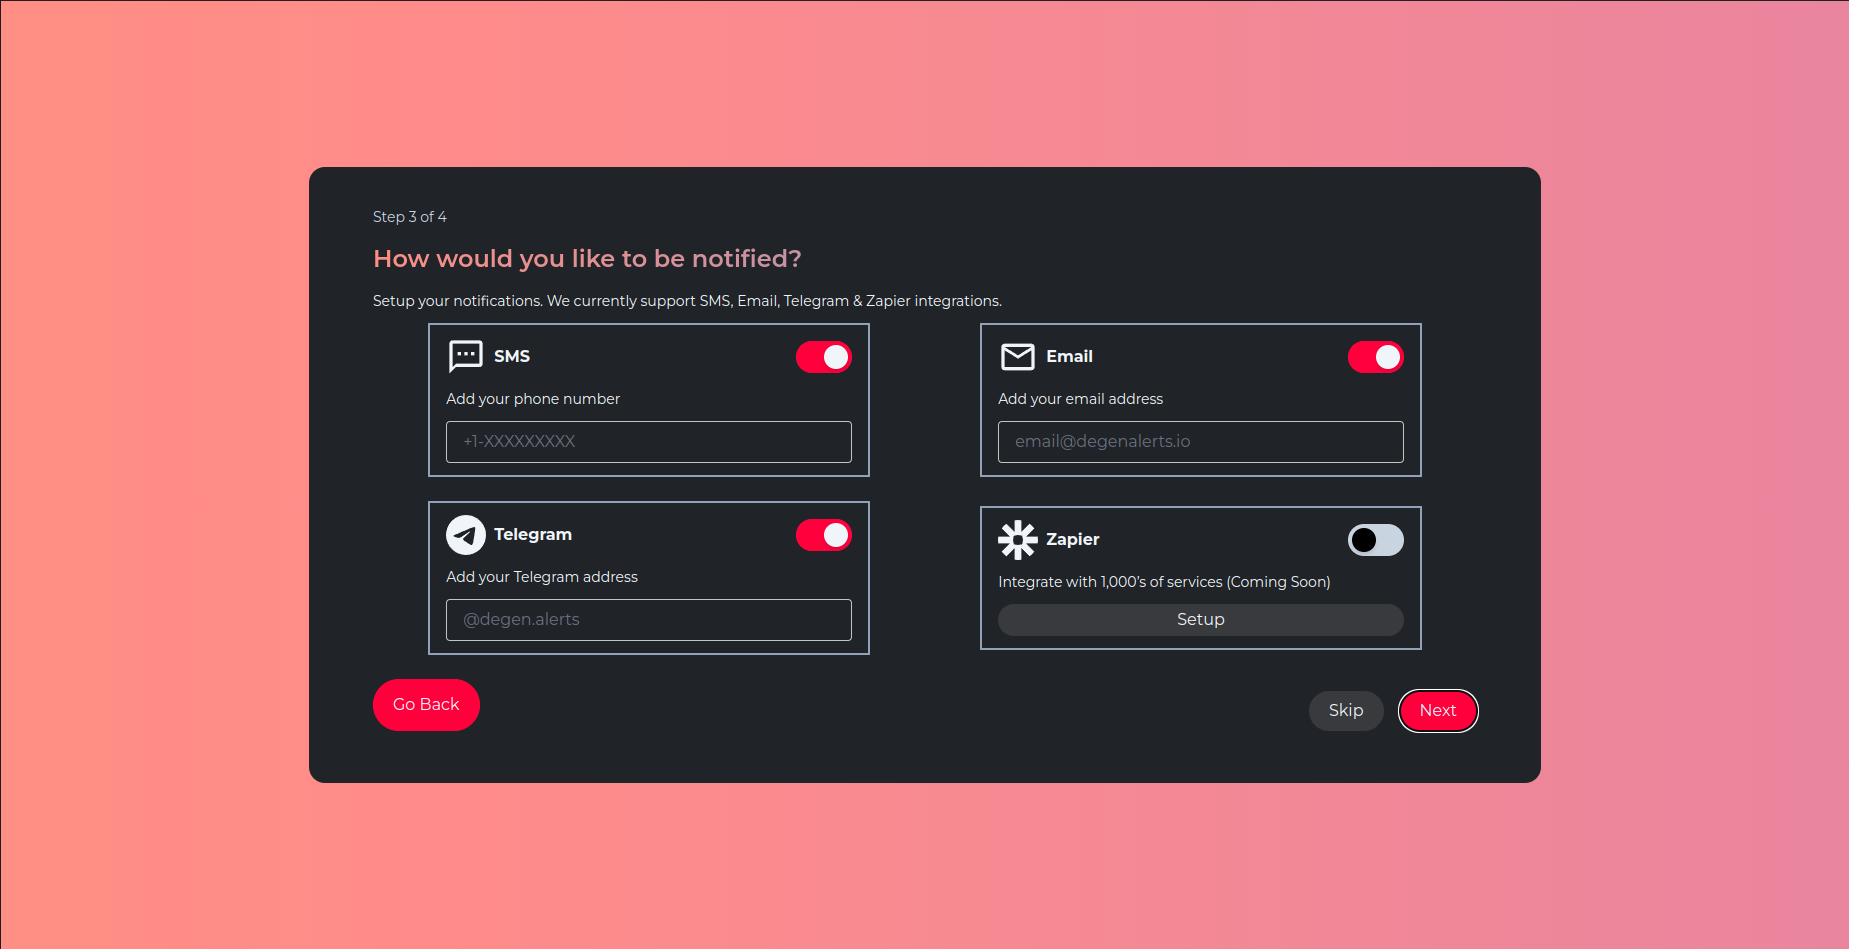 Step 3 of 4
How would you like to be notified?
Setup your notifications. We currently support SMS, Email, Telegram & Zapier integrations.
SMS
Add your phone number
+1-XXXXXXXXX
Email
Add your email address
email@degenalerts.io
Telegram
Add your Telegram address
@degen.alerts
Zapier
Integrate with 1,000's of services (Coming Soon)
Setup
Go Back
Skip
Next